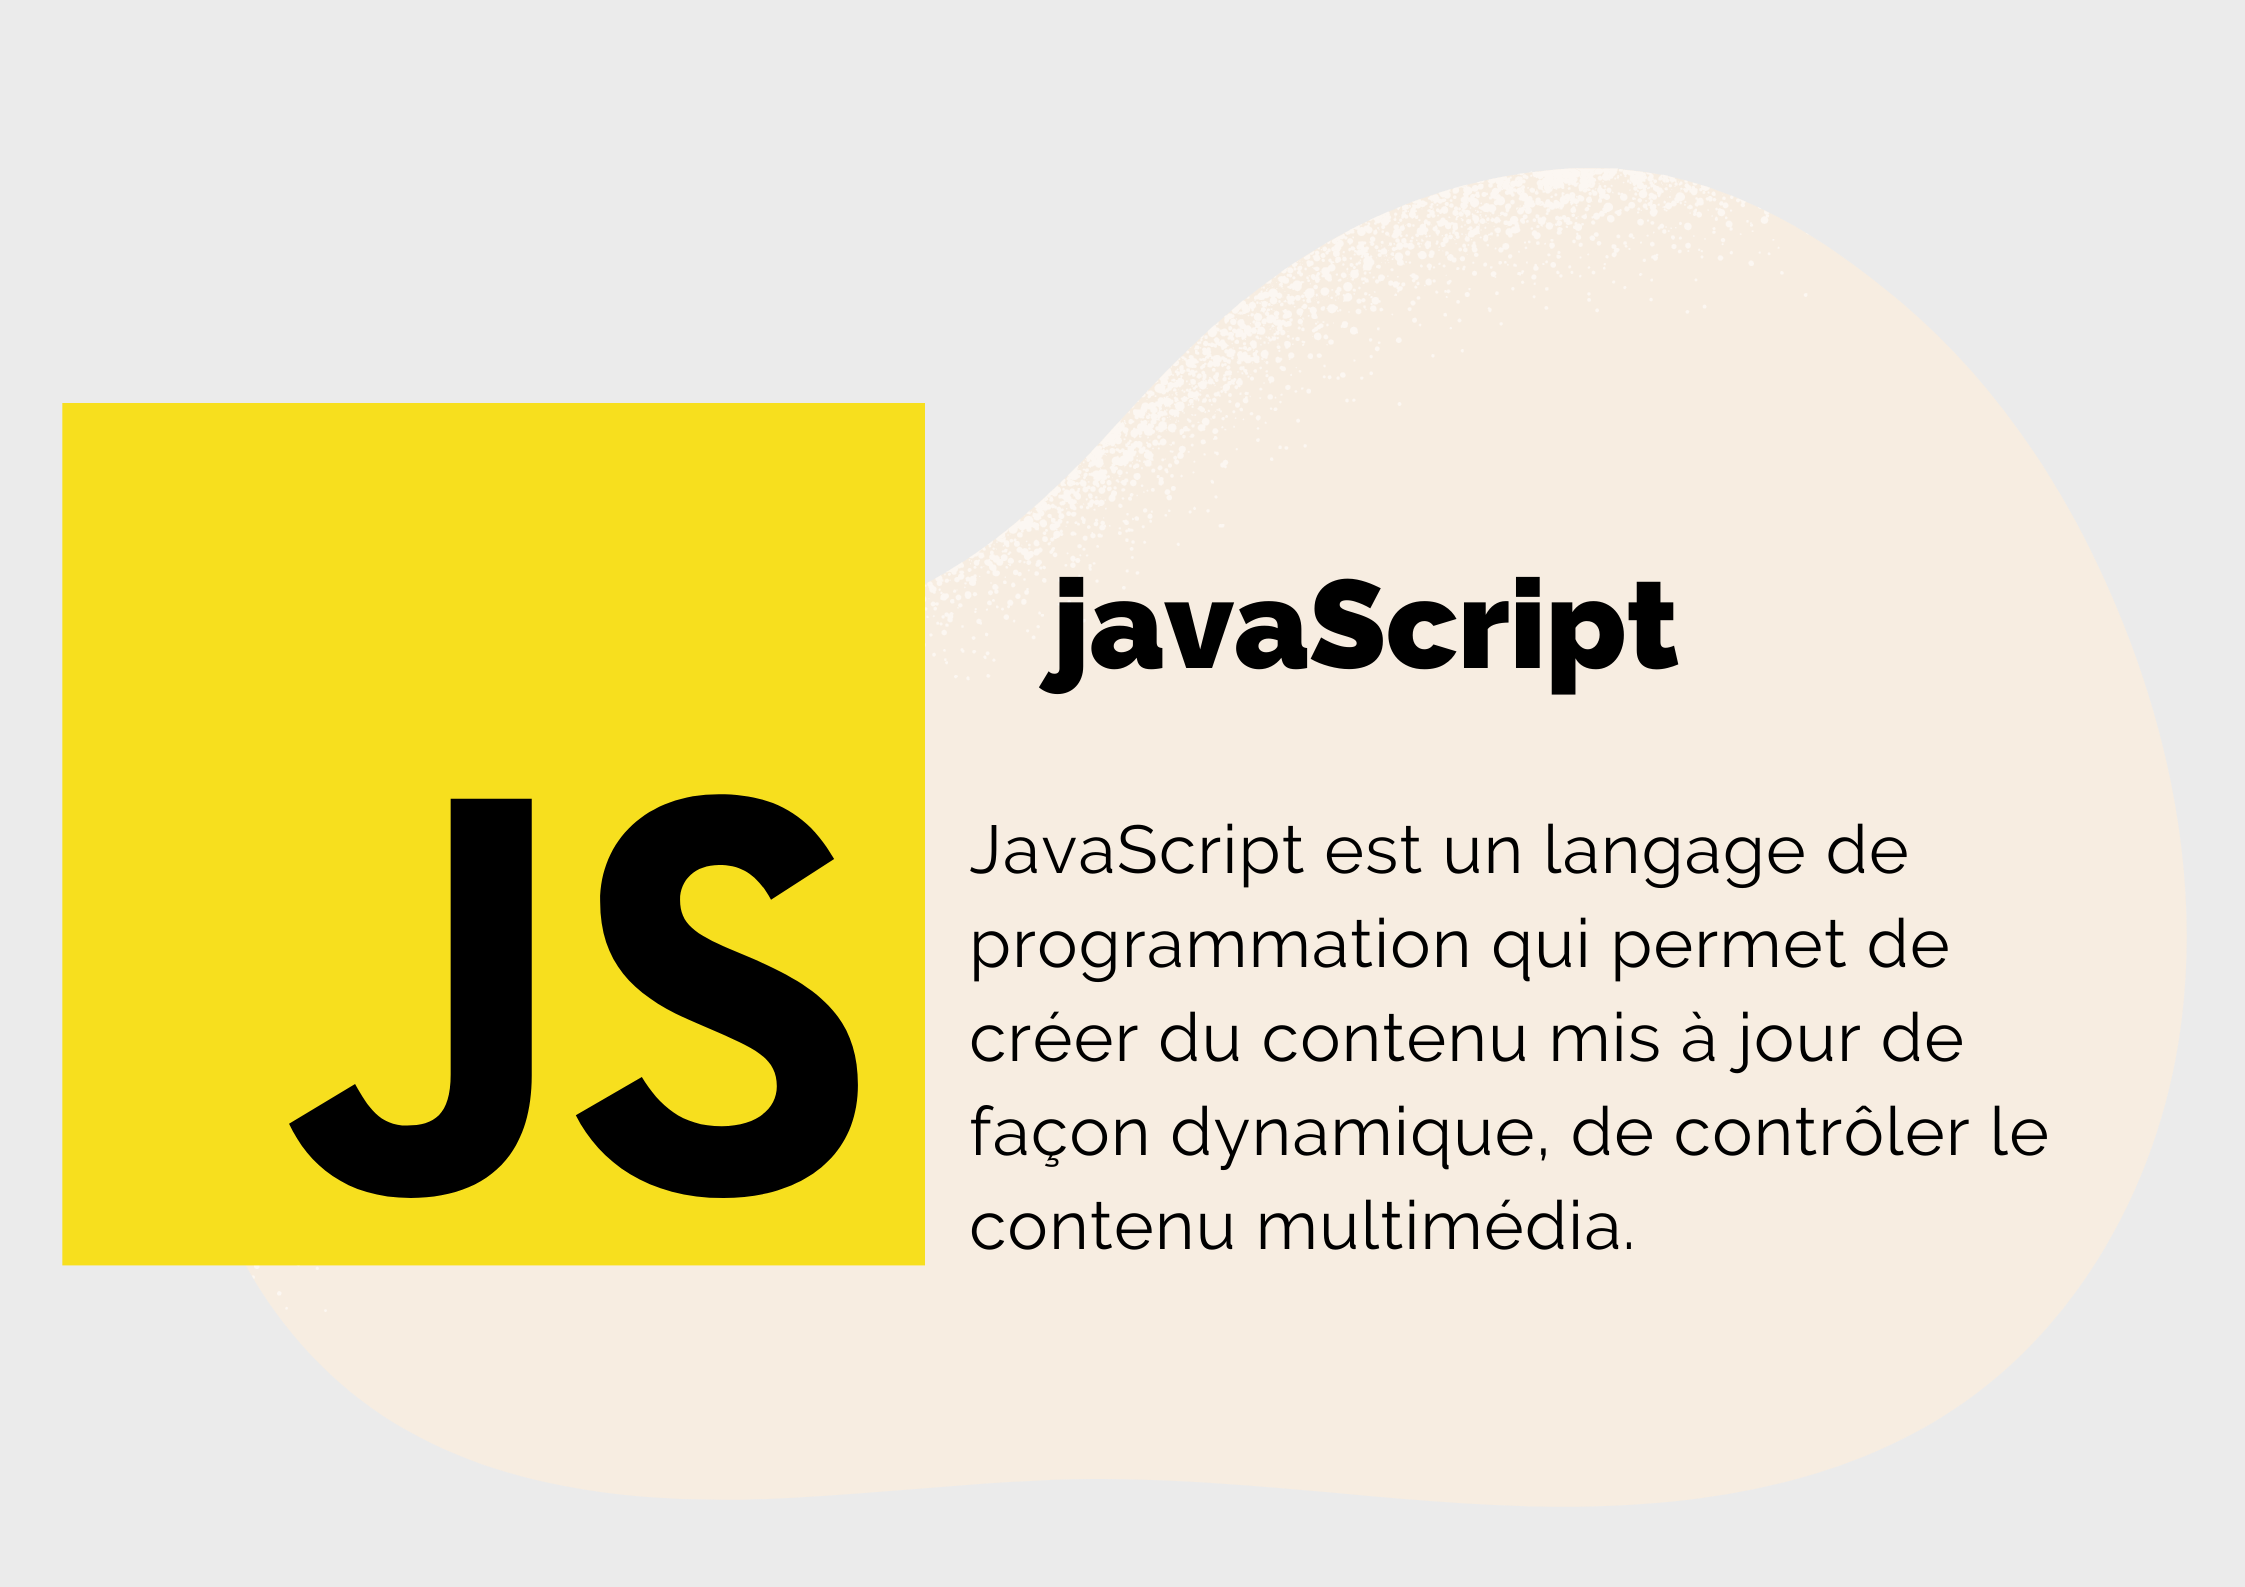 JS
javaScript
JavaScript est un langage de
programmation qui permet de
créer du contenu mis à jour de
façon dynamique, de contrôler le
contenu multimédia.